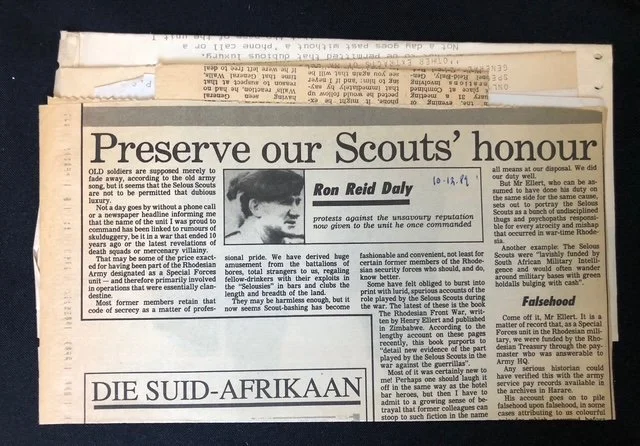 Not a day goes past without a 'phone call or a
be permitted that dubious luxury.
Preserve our Scouts' honour
OLD soldiers are supposed merely to
fade away, according to the old army
song, but it seems the Selous Scouts
are not to be permitted that dubious
luxury.
Not a day goes by without a phone call
or a newspaper headline informing me
that the name of the unit I was proud to
command has been linked to rumours of
skulduggery, be it in a war that ended 10
years ago or the latest revelations of
death squads or mercenary villainy.
That may be some of the price exact-
ed for having been part of the Rhodesian
Army designated as a Special Forces
unit — and therefore primarily involved
in operations that were essentially clan-
destine.
Most former members retain that
code of secrecy as a matter of profes-
Ron Reid Daly
10-12.89
protests against the unsavoury reputation
now given to the unit he once commanded
sional pride. We have derived huge
amusement from the battalions of
bores, total strangers to us, regaling
fellow-drinkers with their exploits in
the "Selousies" in bars and clubs the
length and breadth of the land.
They may be harmless enough, but it
now seems Scout-bashing has become
fashionable and convenient, not least for
certain former members of the Rhode-
sian security forces who should, and do,
know better.
Some have felt obliged to burst into
print with lurid, spurious accounts of the
role played by the Selous Scouts during
the war. The latest of these is the book
The Rhodesian Front War, writ-
ten by Henry Ellert and published
in Zimbabwe. According to the
lengthy account on these pages
recently, this book purports to
"detail new evidence of the part
played by the Selous Scouts in the
war against the guerrillas".
Most of it was certainly new to
me! Perhaps one should laugh it
off in the same way as the hotel
bar heroes, but then I have to
admit to a growing sense of be-
trayal that former colleagues can
stoop to such fiction in the name
all means at our disposal. We did
our duty well.
But Mr Ellert, who can be as-
sumed to have done his duty on
the same side for the same cause,
sets out to portray the Selous
Scouts as a bunch of undisciplined
thugs and psychopaths responsi-
ble for every atrocity and mishap
that occurred in war-time Rhode-
sia.
Another example: The Selous
Scouts were "lavishly funded by
South African Military Intelli-
gence and would often wander
around military bases with green
holdalls bulging with cash".
Falsehood
Come off it, Mr Ellert. It is a
matter of record that, as a Special
Forces unit in the Rhodesian mili-
tary, we were funded by the Rho-
desian Treasury through the pay-
master who was answerable to
Army HQ.
Any serious historian could
have verified this with the army
service pay records available in
the archives in Harare.
His account goes on to pile
falsehood upon falsehood, in some
cases attributing to us colourful
DIE SUID-AFRIKAAN